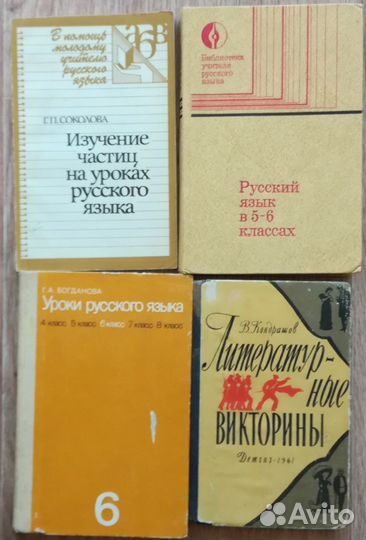 В помощь
молодому
учителю
русского
языка
абв
Г.П. СОКОЛОВА
Изучение
частиц
на уроках
русского
языка
Библиотека
учителя
русского
языка
Русский
язык
в 5-6
классах
Г. А. БОГДАНОВА
Уроки русского языка
4 класс 5 класс 6 класс 7 класс 8 класс
6
В. Кондрашов
Литератур-
ные
ВИКТОРИНЫ
Детгиз-1961
Avito